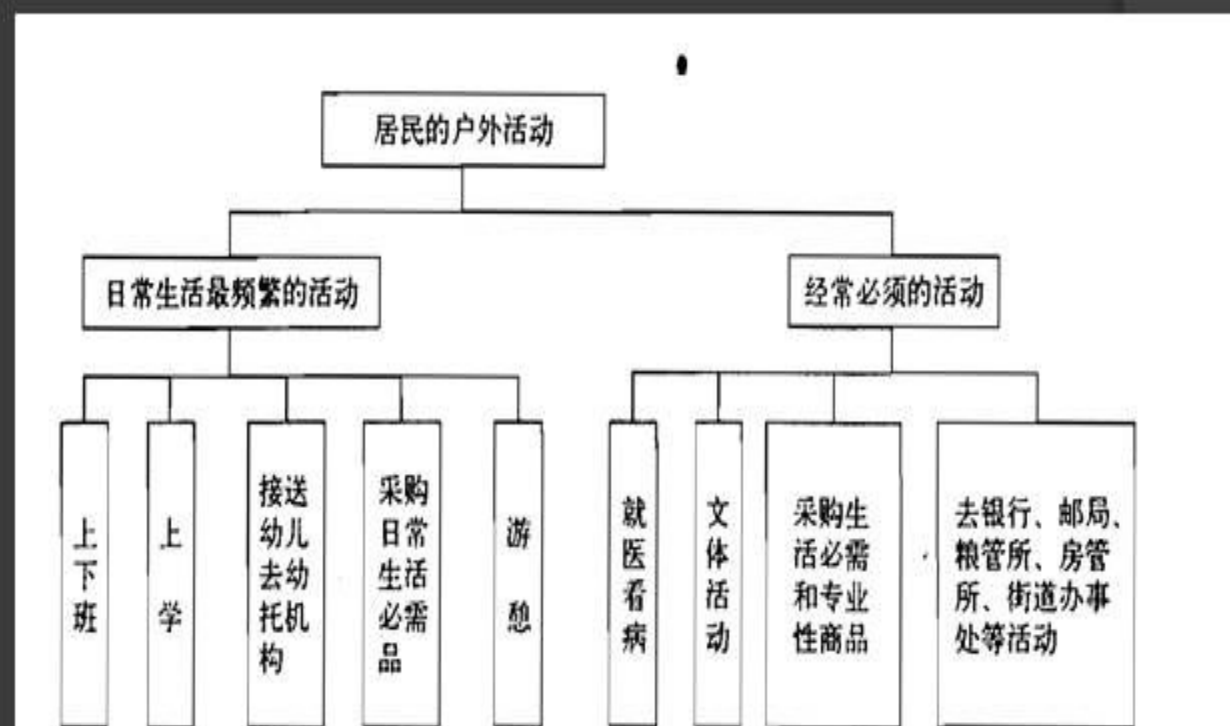 居民的户外活动
日常生活最频繁的活动
经常必须的活动
上
下
班
上
学
接送
幼儿
去幼
托机
构
采购
日常
生活
必需
品
游
憩
就
医
看
病
文
体
活
动
采购生
活必需
和专业
性商品
去银行、邮局、
粮管所、房管
所、街道办事
处等活动